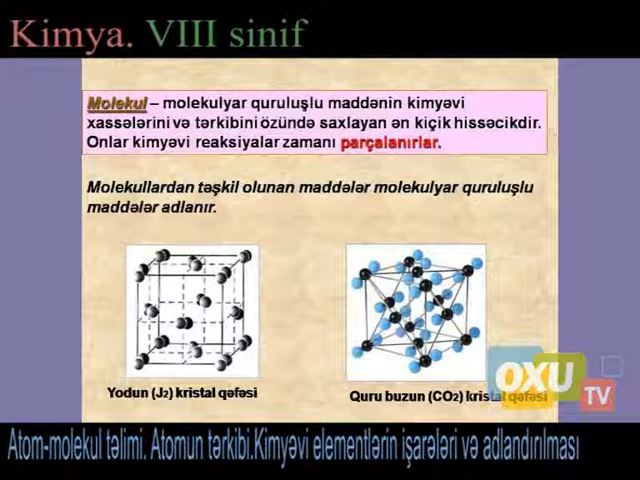 Kimya. VIII sinif
Molekul – molekulyar quruluşlu maddənin kimyəvi
xassələrini və tərkibini özündə saxlayan ən kiçik hissəcikdir.
Onlar kimyəvi reaksiyalar zamanı parçalanırlar.
Molekullardan təşkil olunan maddələr molekulyar quruluşlu
maddələr adlanır.
Yodun (J2) kristal qəfəsi
Quru buzun (CO2) kristal qəfəsi
OXU
TV
Atom-molekul təlimi. Atomun tərkibi.Kimyəvi elementlərin işarələri və adlandırılması